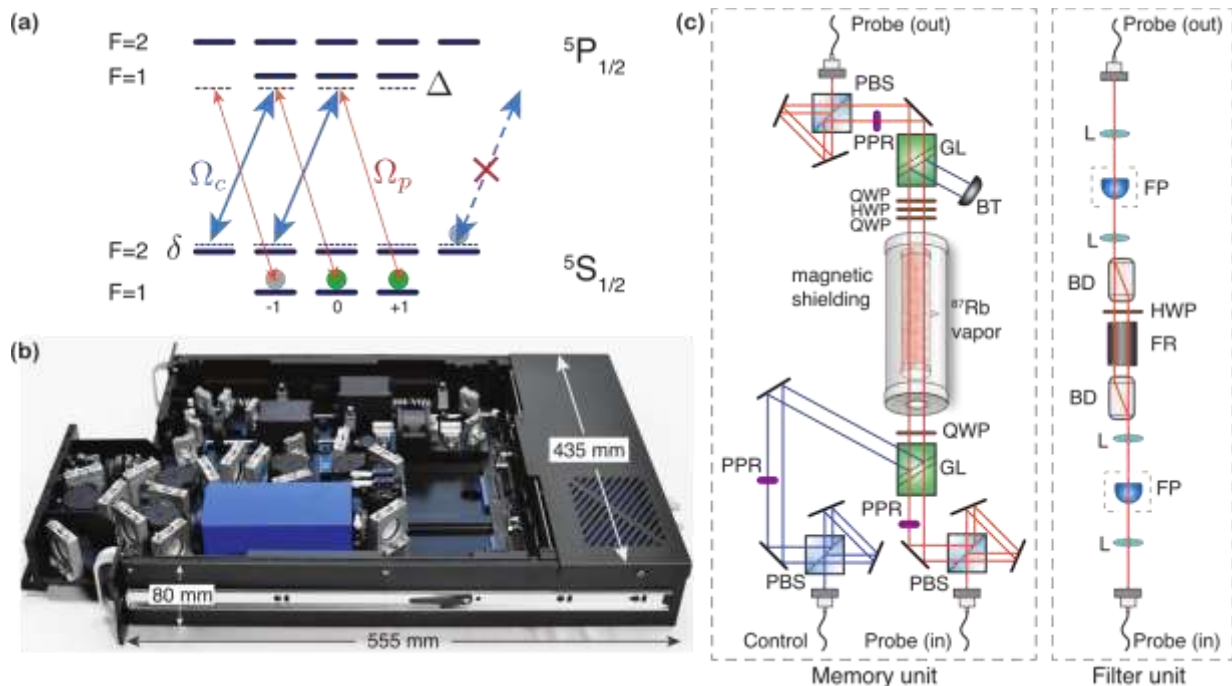 (a)
F=2
⁵P₁/₂
F=1
Δ
Ω_c
Ω_p
δ
F=2
⁵S₁/₂
F=1
-1
0
+1
(b)
435 mm
80 mm
555 mm
(c)
Probe (out)
PBS
PPR
GL
QWP
HWP
QWP
BT
magnetic
shielding
⁸⁷Rb
vapor
QWP
PPR
GL
PPR
PBS
PBS
Control
Probe (in)
Memory unit
Probe (out)
L
FP
L
BD
HWP
FR
BD
L
FP
L
Probe(in)
Filter unit